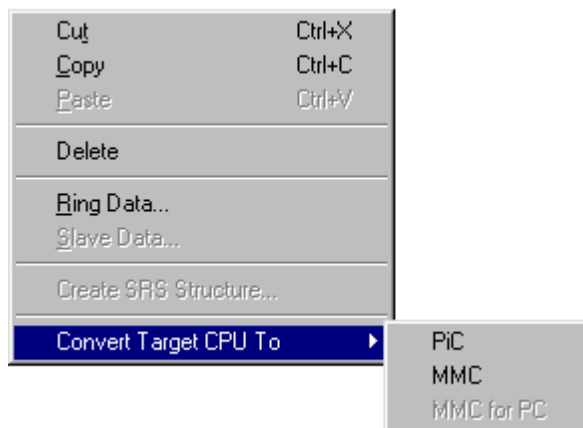 Cut Ctrl+X
Copy Ctrl+C
Paste Ctrl+V
Delete
Ring Data...
Slave Data...
Create SRS Structure...
Convert Target CPU To PiC
MMC
MMC for PC